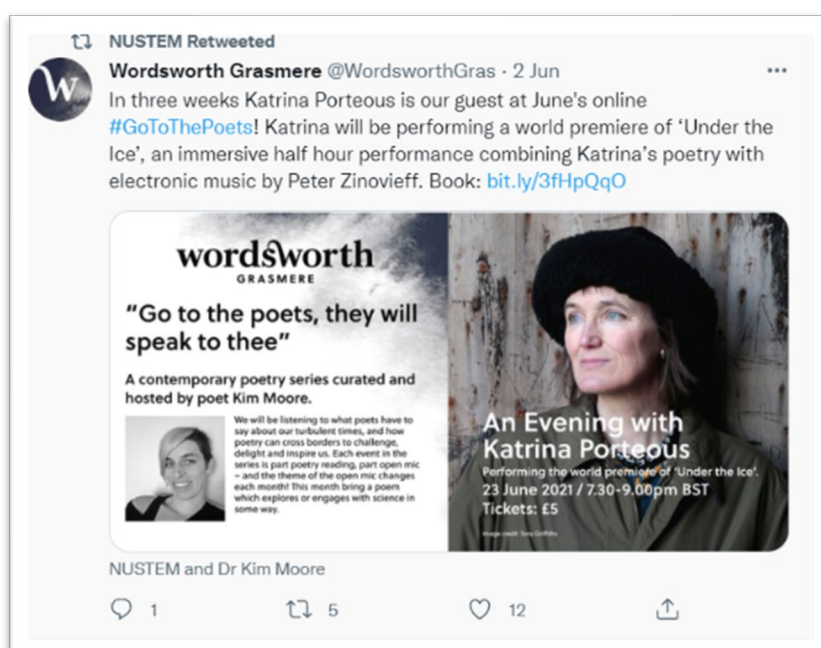 NUSTEM Retweeted
Wordsworth Grasmere @WordsworthGras · 2 Jun
In three weeks Katrina Porteous is our guest at June's online
#GoToThePoets! Katrina will be performing a world premiere of ‘Under the
Ice’, an immersive half hour performance combining Katrina’s poetry with
electronic music by Peter Zinovieff. Book: bit.ly/3fHpQqO
W
wordsworth
GRASMERE
“Go to the poets, they will
speak to thee”
A contemporary poetry series curated and
hosted by poet Kim Moore.
We will be listening to what poets have to
say about our turbulent times, and how
poetry can cross borders to challenge,
delight and inspire us. Each event in the
series is part poetry reading, part open mic
– and the theme of the open mic changes
each month! This month bring a poem
which explores or engages with science in
some way.
An Evening with
Katrina Porteous
Performing the world premiere of ‘Under the Ice’.
23 June 2021 / 7.30-9.00pm BST
Tickets: £5
Image credit: Tony Griffiths
NUSTEM and Dr Kim Moore
1
5
12